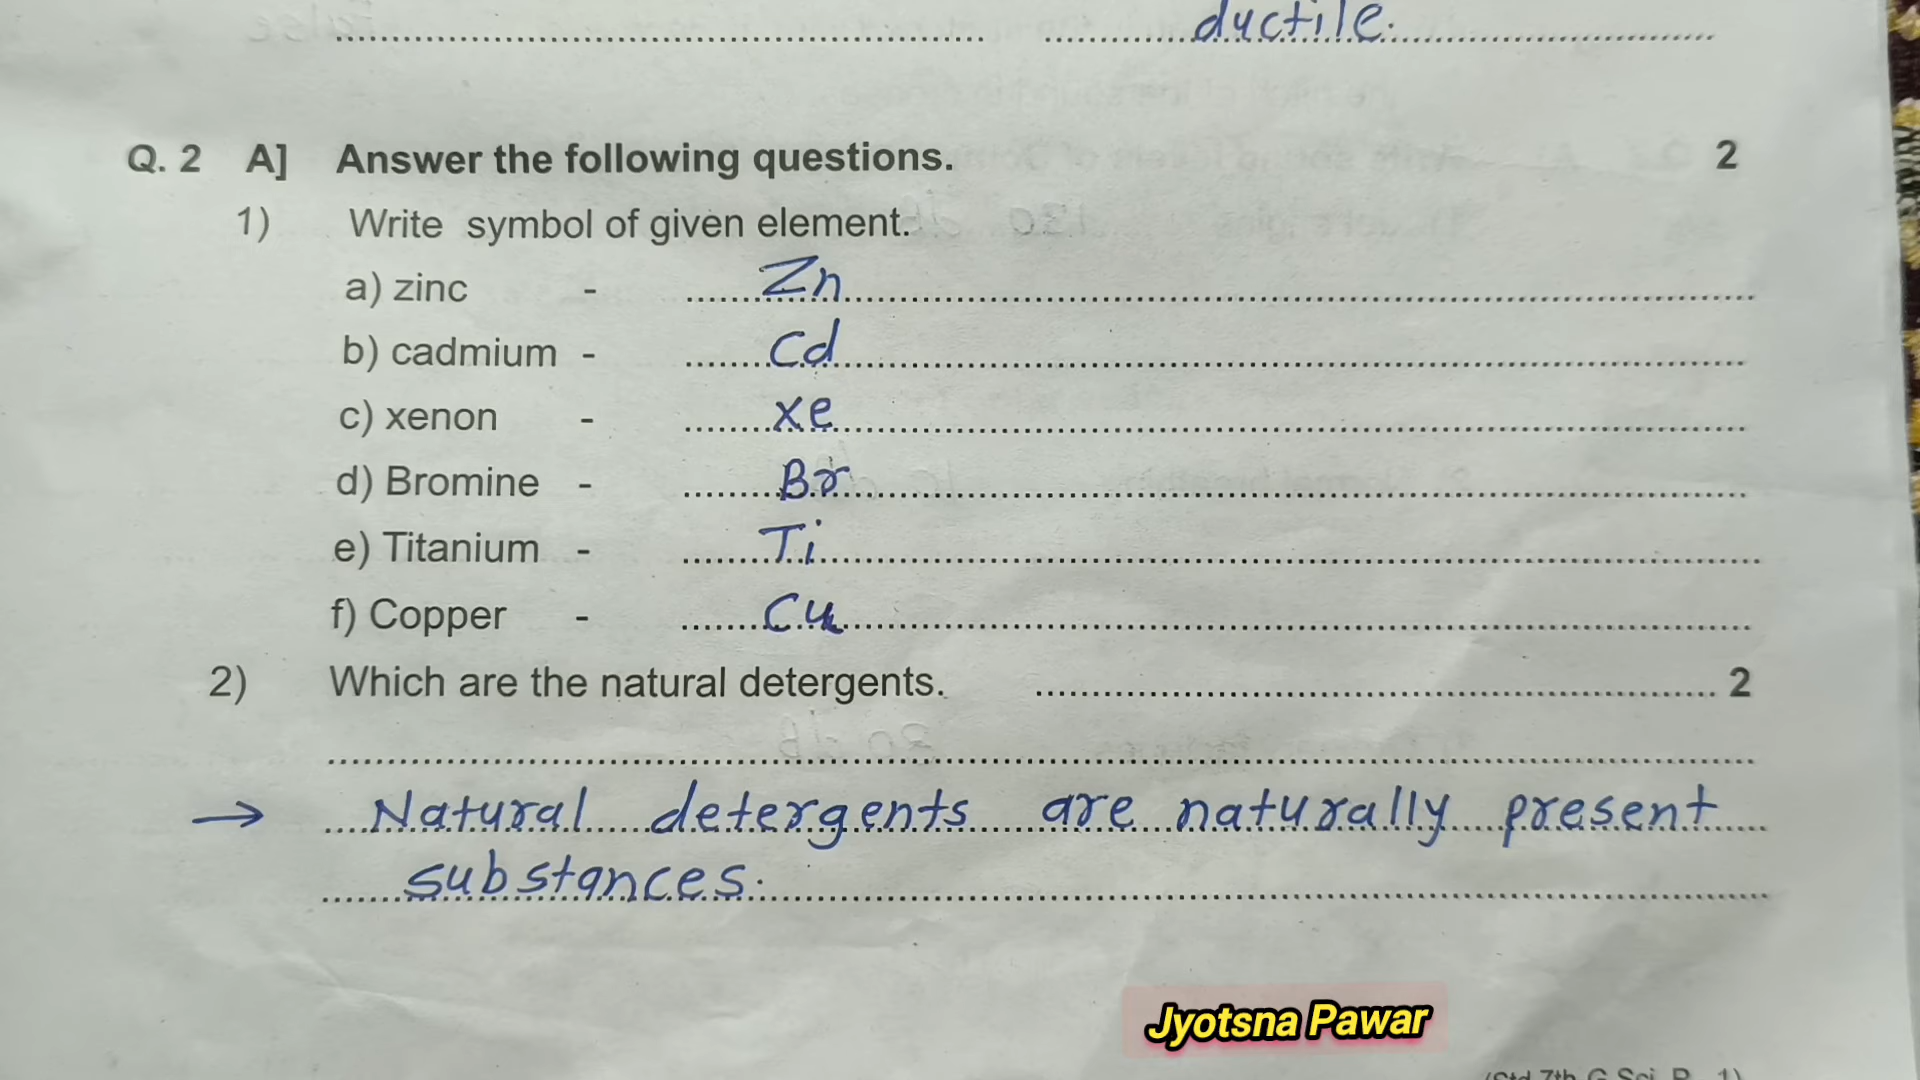 ductile.
Q. 2 A] Answer the following questions. 2
1) Write symbol of given element.
a) zinc - Zn
b) cadmium - Cd
c) xenon - Xe
d) Bromine - Br
e) Titanium - Ti
f) Copper - Cu
2) Which are the natural detergents. 2
→ Natural detergents are naturally present
substances.
Jyotsna Pawar